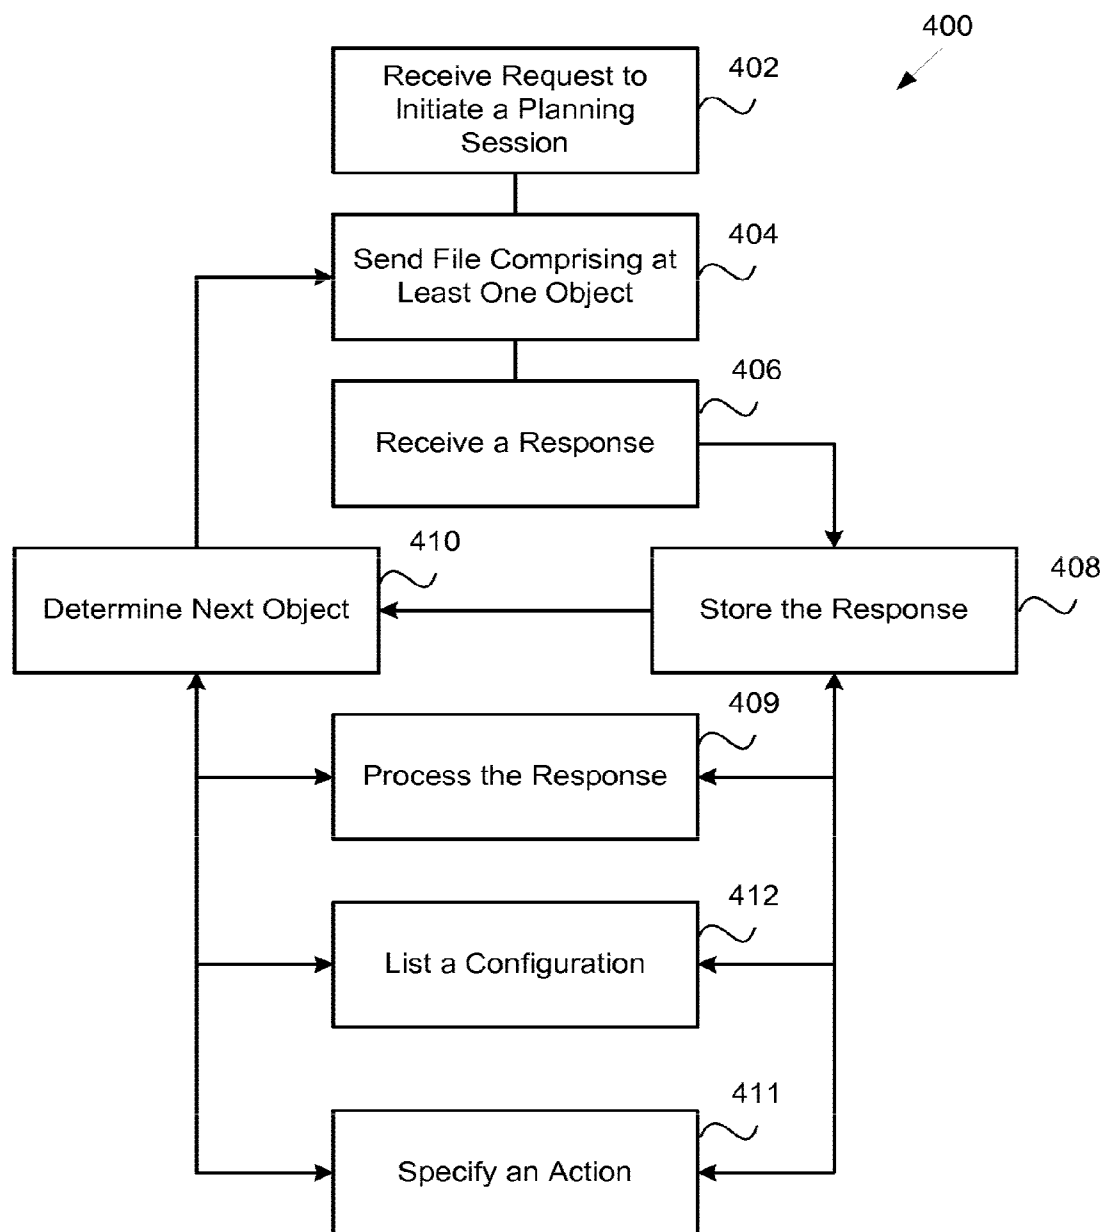 400
Receive Request to
Initiate a Planning
Session
402
Send File Comprising at
Least One Object
404
Receive a Response
406
Determine Next Object
410
Store the Response
408
Process the Response
409
List a Configuration
412
Specify an Action
411